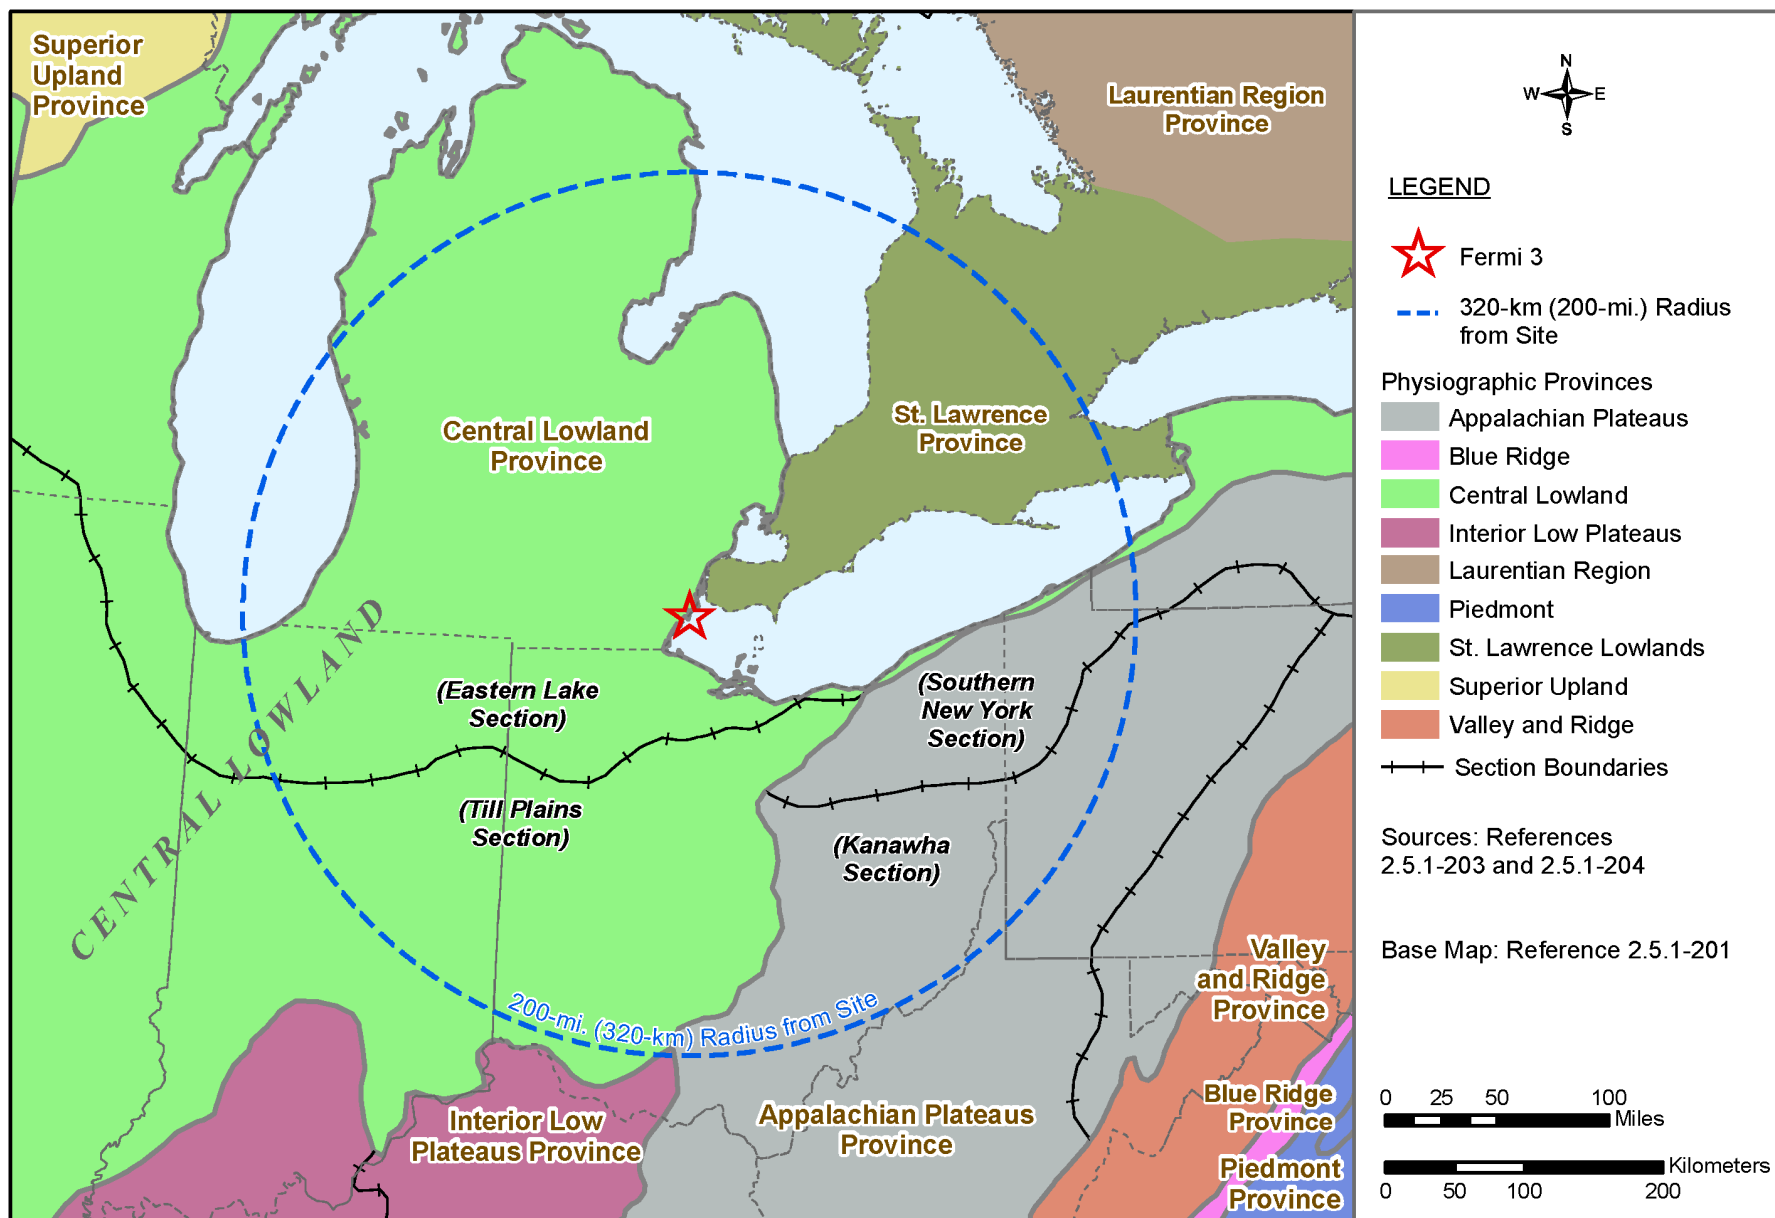 Superior
Upland
Province
Laurentian Region
Province
Central Lowland
Province
St. Lawrence
Province
CENTRAL LOWLAND
(Eastern Lake
Section)
(Southern
New York
Section)
(Till Plains
Section)
(Kanawha
Section)
200-mi. (320-km) Radius from Site
Valley
and Ridge
Province
Interior Low
Plateaus Province
Appalachian Plateaus
Province
Blue Ridge
Province
Piedmont
Province
N
W E
S
LEGEND
Fermi 3
320-km (200-mi.) Radius
from Site
Physiographic Provinces
Appalachian Plateaus
Blue Ridge
Central Lowland
Interior Low Plateaus
Laurentian Region
Piedmont
St. Lawrence Lowlands
Superior Upland
Valley and Ridge
Section Boundaries
Sources: References
2.5.1-203 and 2.5.1-204
Base Map: Reference 2.5.1-201
0 25 50 100
Miles
Kilometers
0 50 100 200